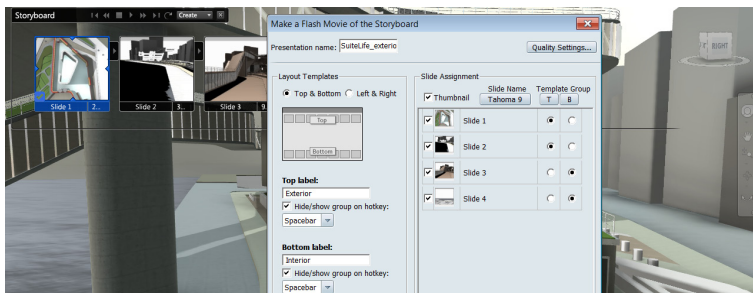 Storyboard
Create
Slide 1 2...
Slide 2 3...
Slide 3 9.
Make a Flash Movie of the Storyboard
Presentation name: SuiteLife_exterio
Quality Settings...
Layout Templates
Top & Bottom Left & Right
Top
Bottom
Top label:
Exterior
Hide/show group on hotkey:
Spacebar
Bottom label:
Interior
Hide/show group on hotkey:
Spacebar
Slide Assignment
Slide Name Template Group
Thumbnail Tahoma 9 T B
Slide 1
Slide 2
Slide 3
Slide 4
RIGHT